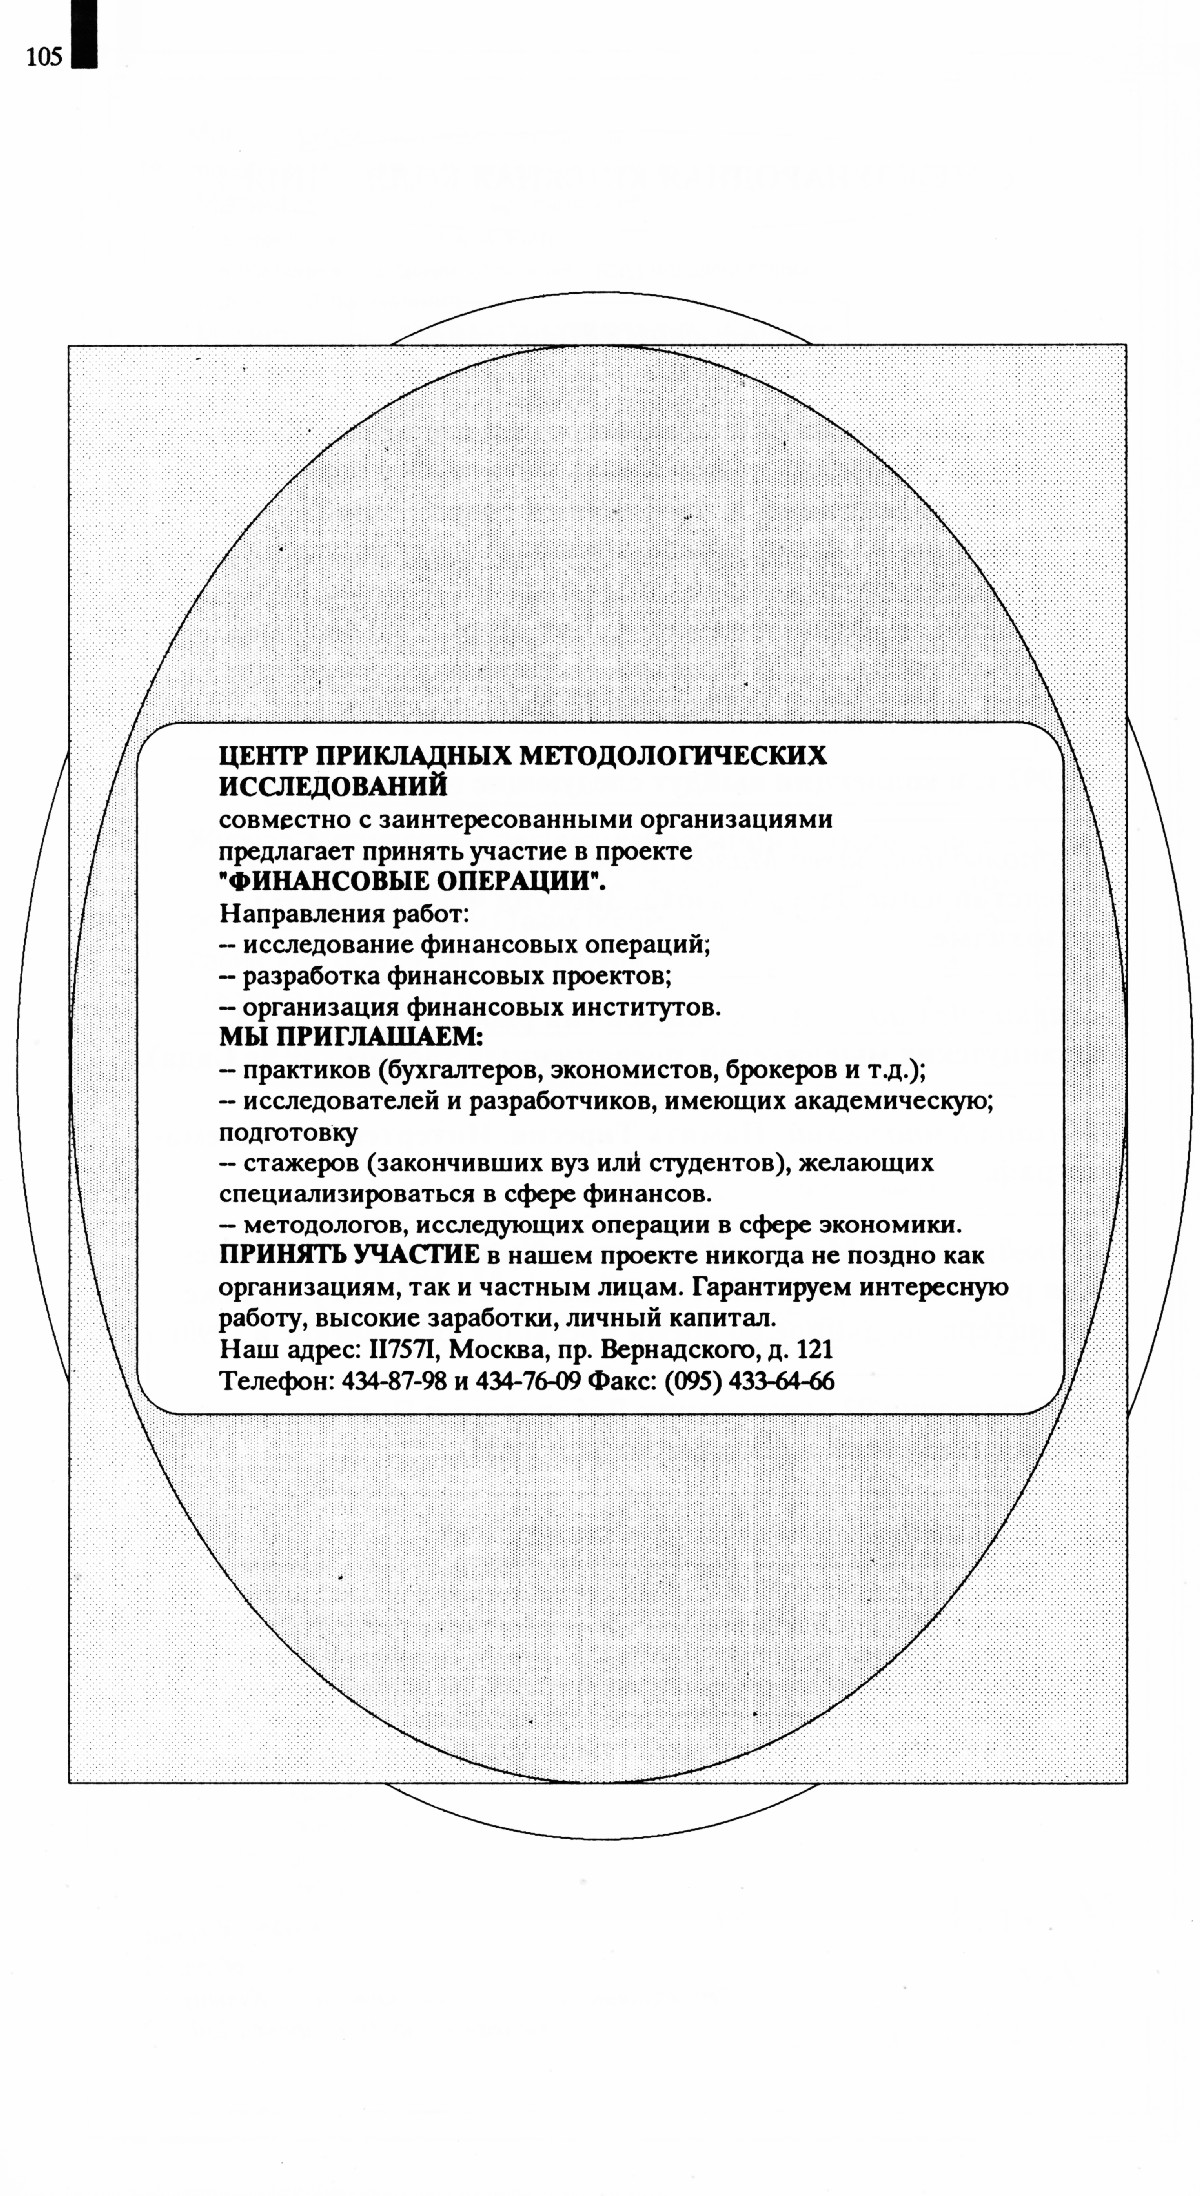 105
ЦЕНТР ПРИКЛАДНЫХ МЕТОДОЛОГИЧЕСКИХ
ИССЛЕДОВАНИЙ
совместно с заинтересованными организациями
предлагает принять участие в проекте
"ФИНАНСОВЫЕ ОПЕРАЦИИ".
Направления работ:
– исследование финансовых операций;
– разработка финансовых проектов;
– организация финансовых институтов.
МЫ ПРИГЛАШАЕМ:
– практиков (бухгалтеров, экономистов, брокеров и т.д.);
– исследователей и разработчиков, имеющих академическую;
подготовку
– стажеров (закончивших вуз или студентов), желающих
специализироваться в сфере финансов.
– методологов, исследующих операции в сфере экономики.
ПРИНЯТЬ УЧАСТИЕ в нашем проекте никогда не поздно как
организациям, так и частным лицам. Гарантируем интересную
работу, высокие заработки, личный капитал.
Наш адрес: II757I, Москва, пр. Вернадского, д. 121
Телефон: 434-87-98 и 434-76-09 Факс: (095) 433-64-66